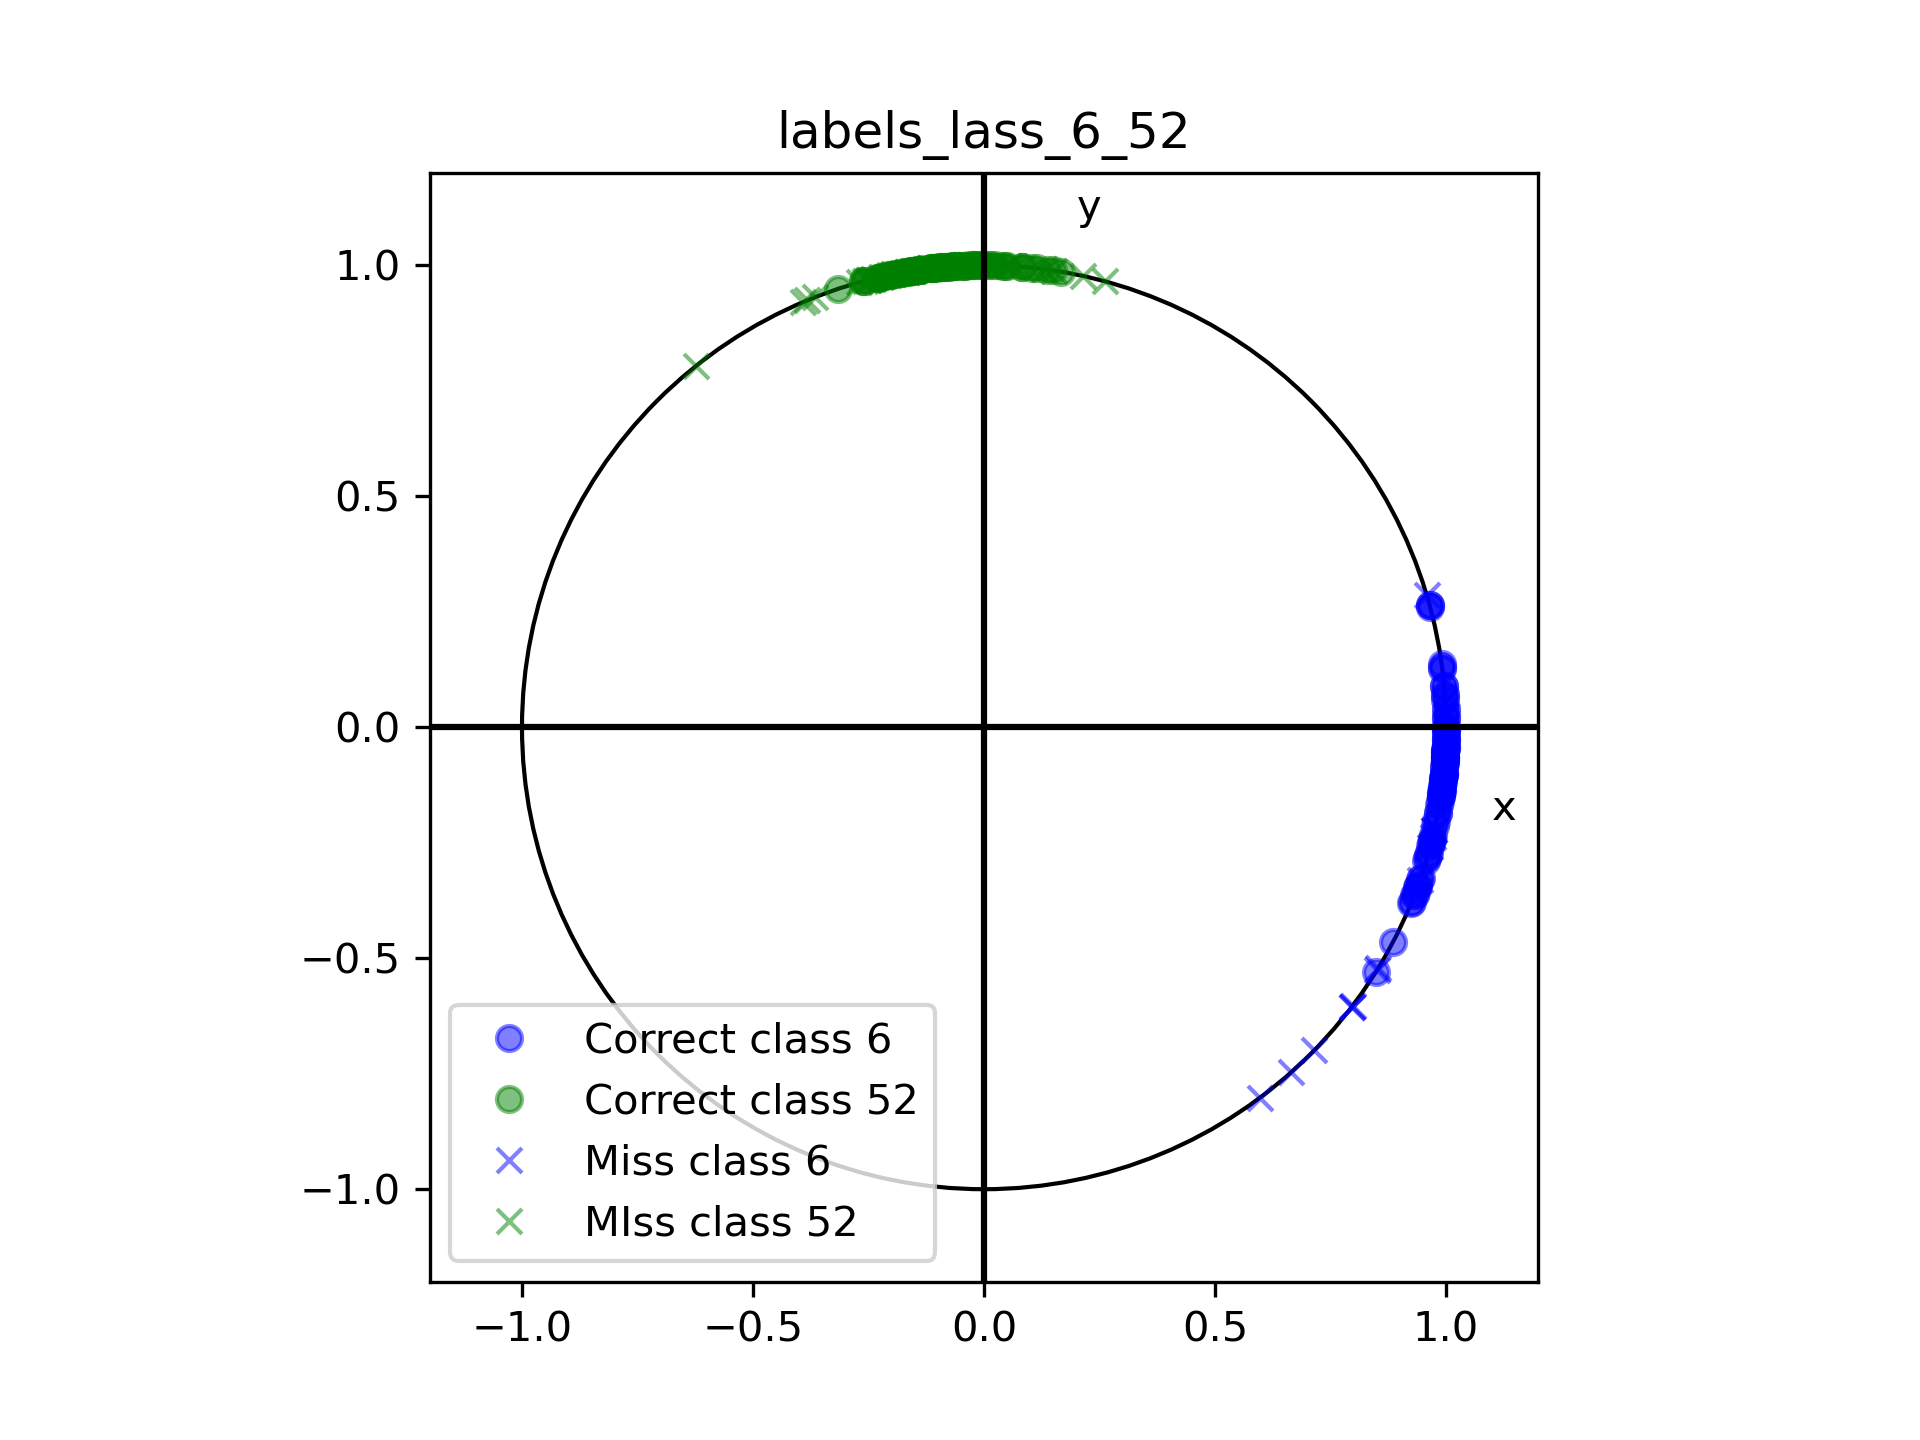 labels_lass_6_52
y
1.0
0.5
0.0
x
−0.5
−1.0
Correct class 6
Correct class 52
Miss class 6
MIss class 52
−1.0 −0.5 0.0 0.5 1.0